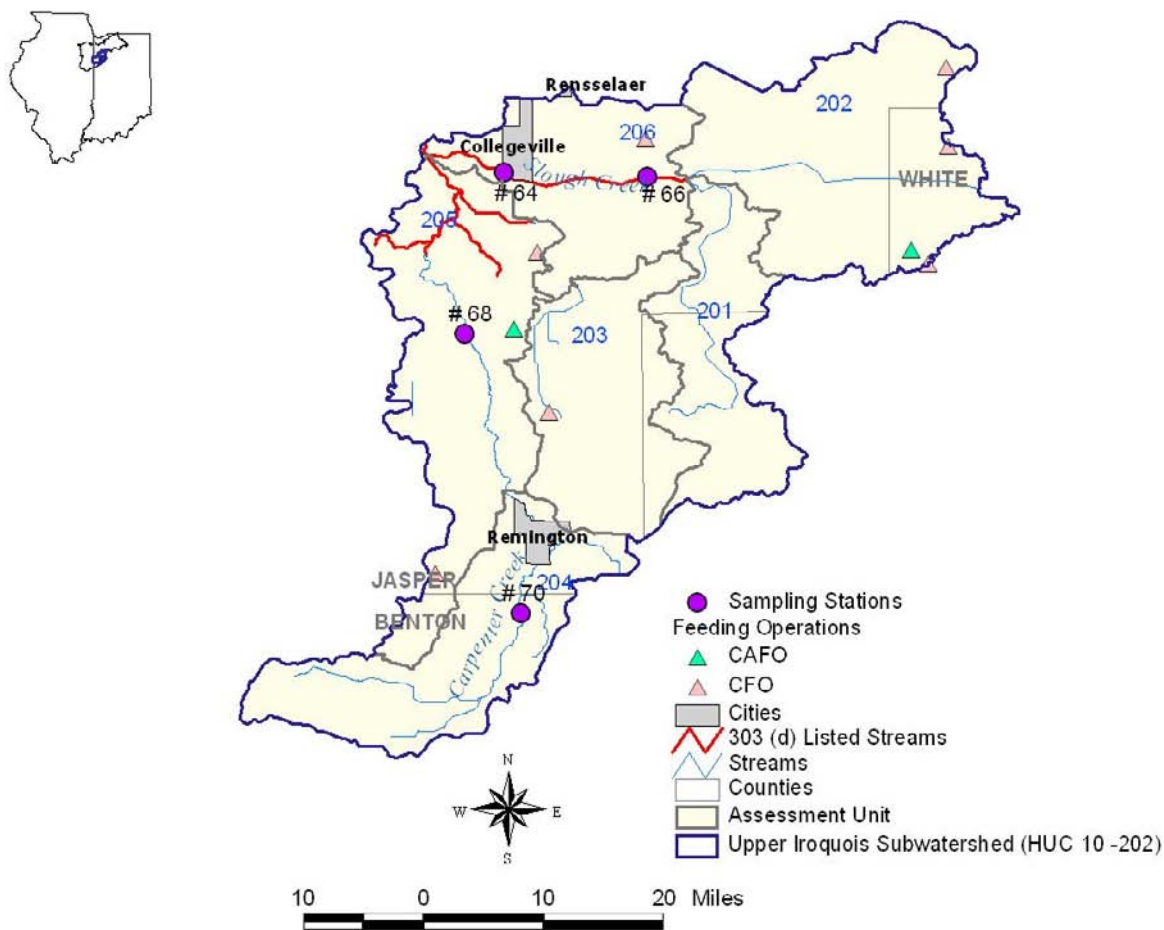 Rensselaer
202
206
Collegeville
Slough Creek
WHITE
#64
#66
205
201
#68
203
Remington
JASPER
204
#70
BENTON
Carpenter Creek
Sampling Stations
Feeding Operations
CAFO
CFO
Cities
303 (d) Listed Streams
Streams
Counties
Assessment Unit
Upper Iroquois Subwatershed (HUC 10 -202)
N
W
E
S
10 0 10 20 Miles